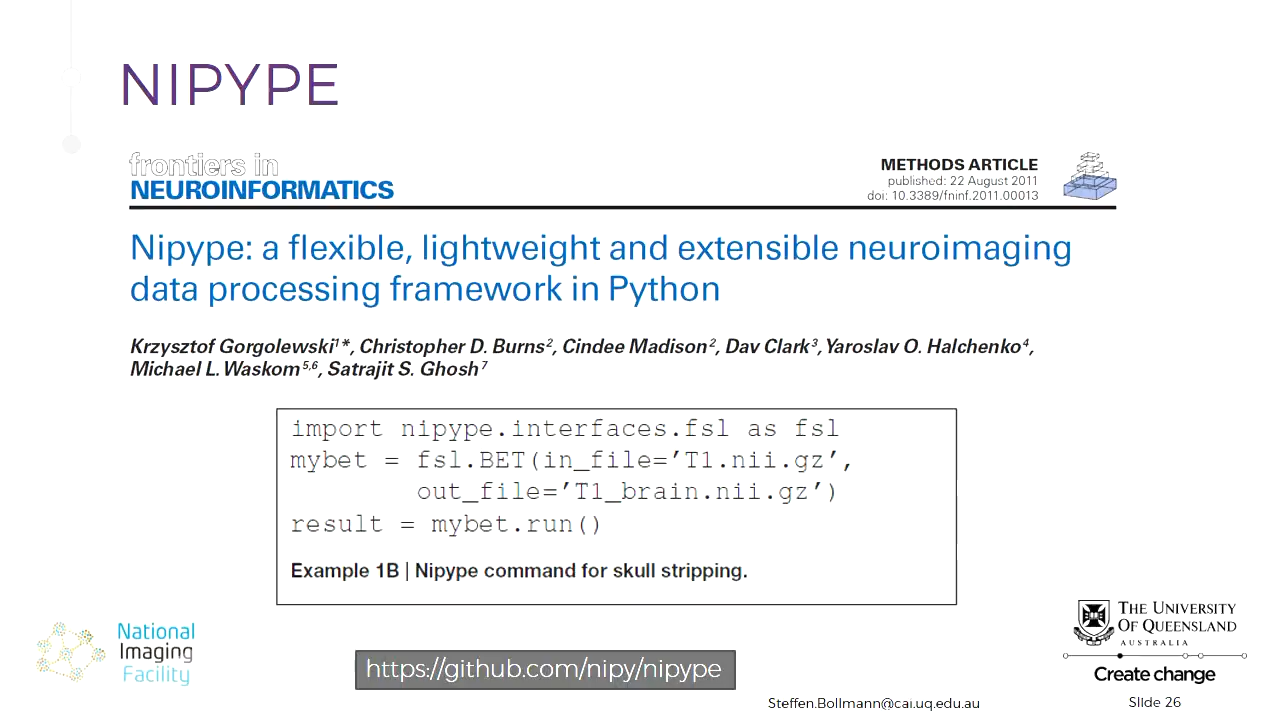 NIPYPE
frontiers in
NEUROINFORMATICS
METHODS ARTICLE
published: 22 August 2011
doi: 10.3389/fninf.2011.00013
Nipype: a flexible, lightweight and extensible neuroimaging
data processing framework in Python
Krzysztof Gorgolewski¹*, Christopher D. Burns², Cindee Madison², Dav Clark³, Yaroslav O. Halchenko⁴,
Michael L. Waskom⁵,⁶, Satrajit S. Ghosh⁷
import nipype.interfaces.fsl as fsl
mybet = fsl.BET(in_file=’T1.nii.gz’,
out_file=’T1_brain.nii.gz’)
result = mybet.run()
Example 1B | Nipype command for skull stripping.
National
Imaging
Facility
https://github.com/nipy/nipype
THE UNIVERSITY
OF QUEENSLAND
AUSTRALIA
Create change
Steffen.Bollmann@cai.uq.edu.au
Slide 26